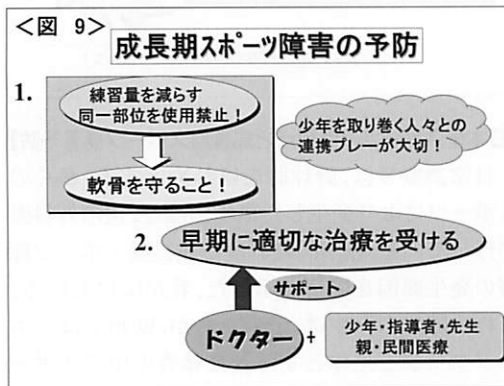 <図 9>
成長期スポーツ障害の予防
1.
練習量を減らす
同一部位を使用禁止！
軟骨を守ること！
少年を取り巻く人々との
連携プレーが大切！
2. 早期に適切な治療を受ける
サポート
ドクター + 少年・指導者・先生
親・民間医療